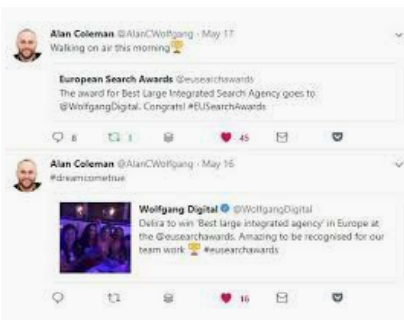 Alan Coleman @AlanCWolfgang · May 17
Walking on air this morning🏆
European Search Awards @eusearchawards
The award for Best Large Integrated Search Agency goes to
@WolfgangDigital. Congrats! #EUSearchAwards
8 1 45
Alan Coleman @AlanCWolfgang · May 16
#dreamcometrue
Wolfgang Digital @WolfgangDigital
Delira to win 'Best large integrated agency' in Europe at
the @eusearchawards. Amazing to be recognised for our
team work 🏆 #eusearchawards
16